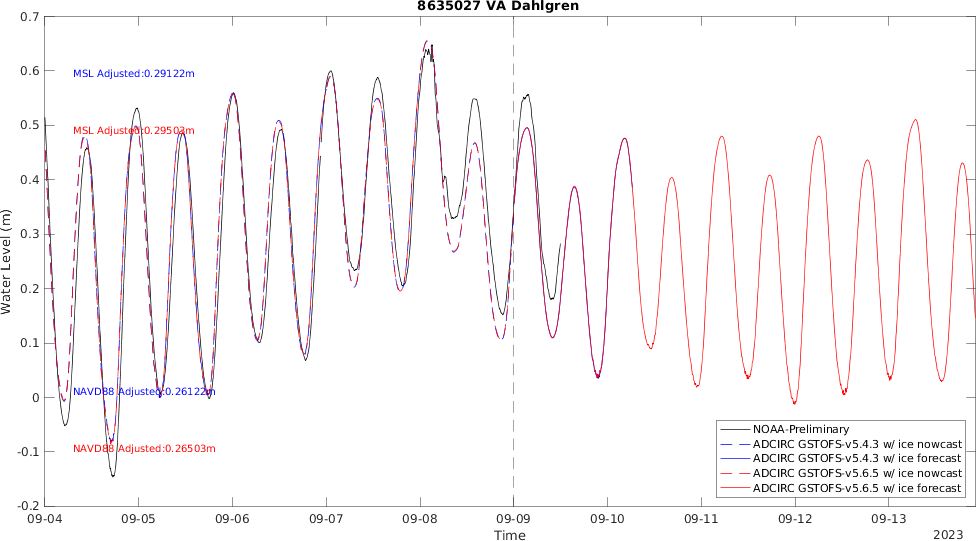 8635027 VA Dahlgren
Water Level (m)
0.7
0.6
0.5
0.4
0.3
0.2
0.1
0
-0.1
-0.2
MSL Adjusted:0.29122m
MSL Adjusted:0.29503m
NAVD88 Adjusted:0.26122m
NAVD88 Adjusted:0.26503m
NOAA-Preliminary
ADCIRC GSTOFS-v5.4.3 w/ ice nowcast
ADCIRC GSTOFS-v5.4.3 w/ ice forecast
ADCIRC GSTOFS-v5.6.5 w/ ice nowcast
ADCIRC GSTOFS-v5.6.5 w/ ice forecast
09-04 09-05 09-06 09-07 09-08 09-09 09-10 09-11 09-12 09-13
Time
2023